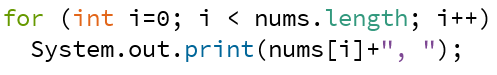 for (int i=0; i < nums.length; i++)
  System.out.print(nums[i]+", ");